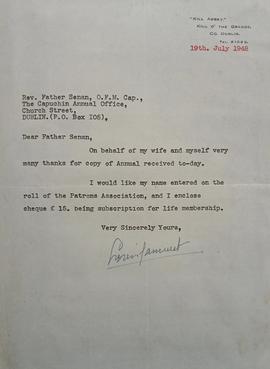 "KILL ABBEY,"
KILL O' THE GRANGE,
CO. DUBLIN.
19th. July 1948
Rev. Father Senan, O.F.M. Cap.,
The Capuchin Annual Office,
Church Street,
DUBLIN.(P.O. Box IO8),
Dear Father Senan,
On behalf of my wife and myself very
many thanks for copy of Annual received to-day.
I would like my name entered on the
roll of the Patrons Association, and I enclose
cheque £ 15. being subscription for life membership.
Very Sincerely Yours,